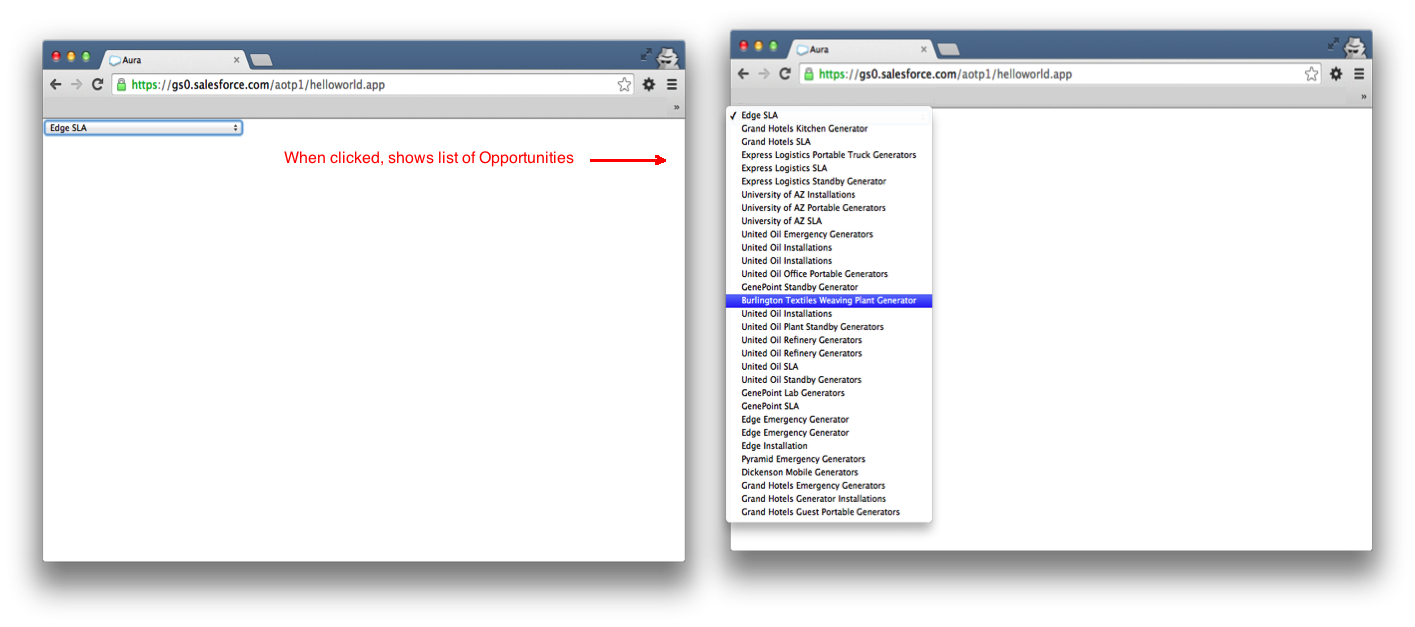 Aura
https://gs0.salesforce.com/aotp1/helloworld.app
»
Edge SLA
When clicked, shows list of Opportunities
Aura
https://gs0.salesforce.com/aotp1/helloworld.app
»
✓ Edge SLA
Grand Hotels Kitchen Generator
Grand Hotels SLA
Express Logistics Portable Truck Generators
Express Logistics SLA
Express Logistics Standby Generator
University of AZ Installations
University of AZ Portable Generators
University of AZ SLA
United Oil Emergency Generators
United Oil Installations
United Oil Installations
United Oil Office Portable Generators
GenePoint Standby Generator
Burlington Textiles Weaving Plant Generator
United Oil Installations
United Oil Plant Standby Generators
United Oil Refinery Generators
United Oil Refinery Generators
United Oil SLA
United Oil Standby Generators
GenePoint Lab Generators
GenePoint SLA
Edge Emergency Generator
Edge Emergency Generator
Edge Installation
Pyramid Emergency Generators
Dickenson Mobile Generators
Grand Hotels Emergency Generators
Grand Hotels Generator Installations
Grand Hotels Guest Portable Generators